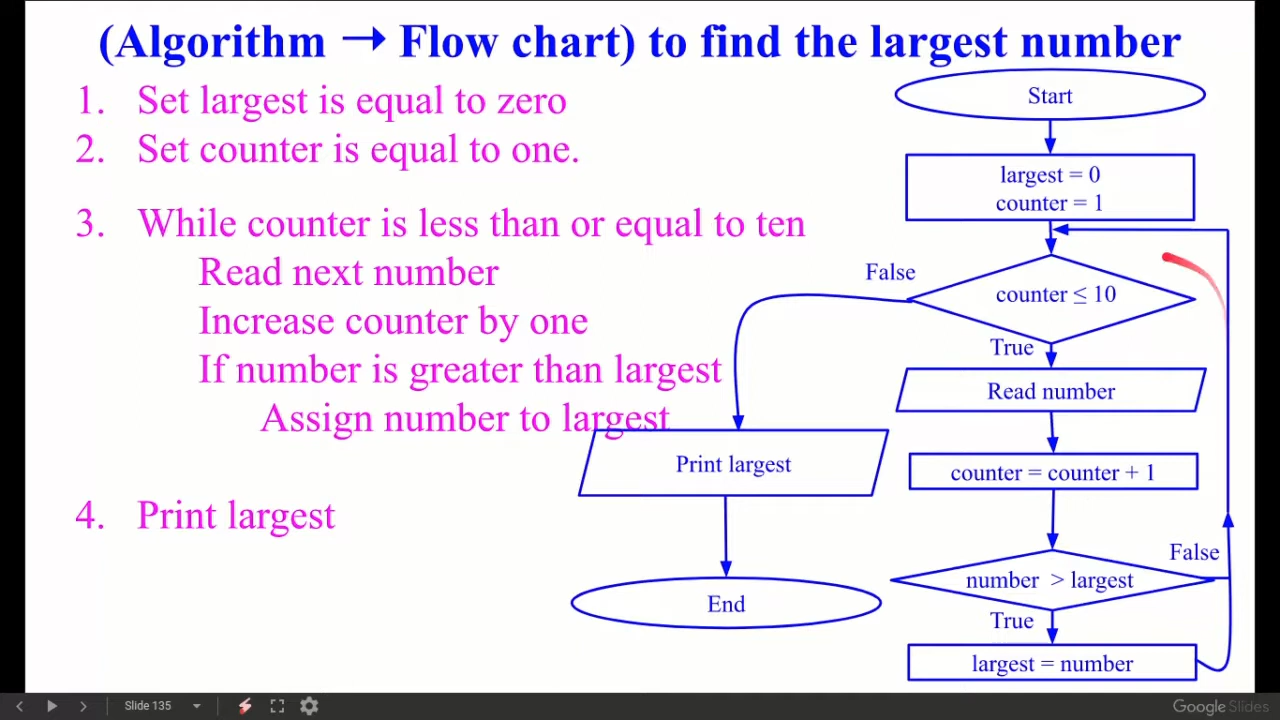 (Algorithm → Flow chart) to find the largest number
1. Set largest is equal to zero
2. Set counter is equal to one.
3. While counter is less than or equal to ten
Read next number
Increase counter by one
If number is greater than largest
Assign number to largest
4. Print largest
Start
largest = 0
counter = 1
counter ≤ 10
False
True
Read number
counter = counter + 1
number > largest
False
True
largest = number
Print largest
End
Slide 135
Google Slides